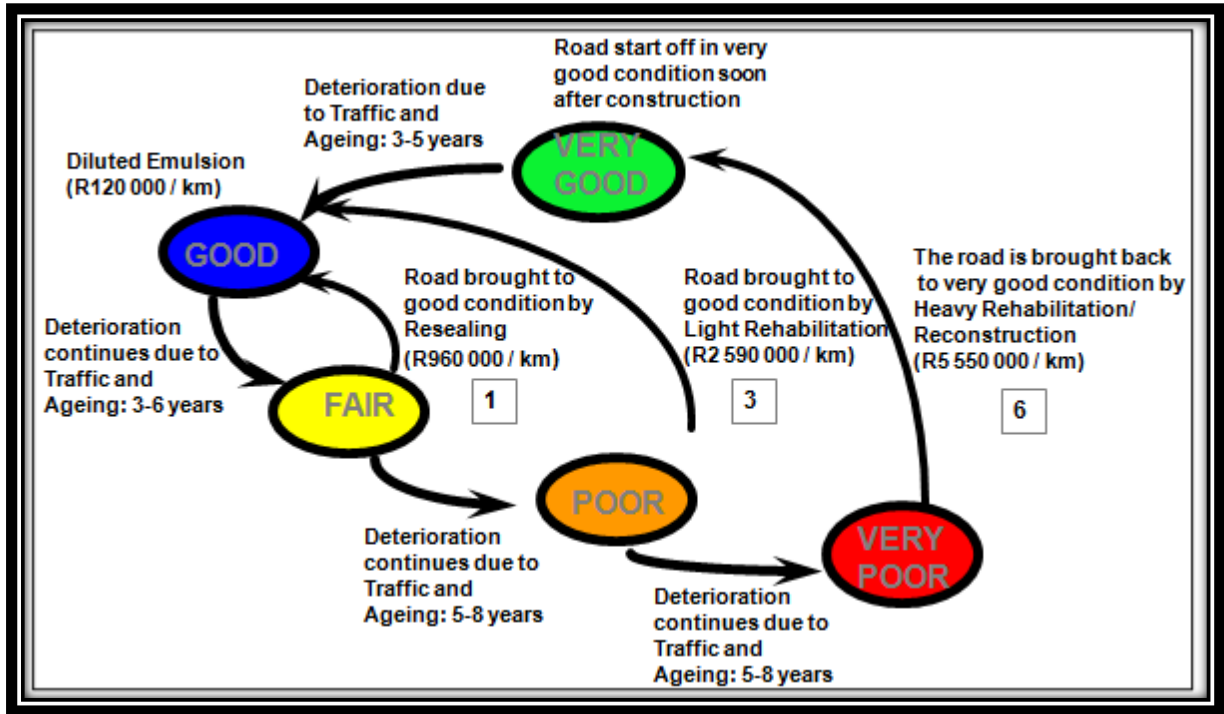 Road start off in very
good condition soon
after construction
Deterioration due
to Traffic and
Ageing: 3-5 years
VERY
GOOD
Diluted Emulsion
(R120 000 / km)
GOOD
Deterioration
continues due to
Traffic and
Ageing: 3-6 years
Road brought to
good condition by
Resealing
(R960 000 / km)
1
Road brought to
good condition by
Light Rehabilitation
(R2 590 000 / km)
3
The road is brought back
to very good condition by
Heavy Rehabilitation/
Reconstruction
(R5 550 000 / km)
6
FAIR
Deterioration
continues due to
Traffic and
Ageing: 5-8 years
POOR
Deterioration
continues due to
Traffic and
Ageing: 5-8 years
VERY
POOR